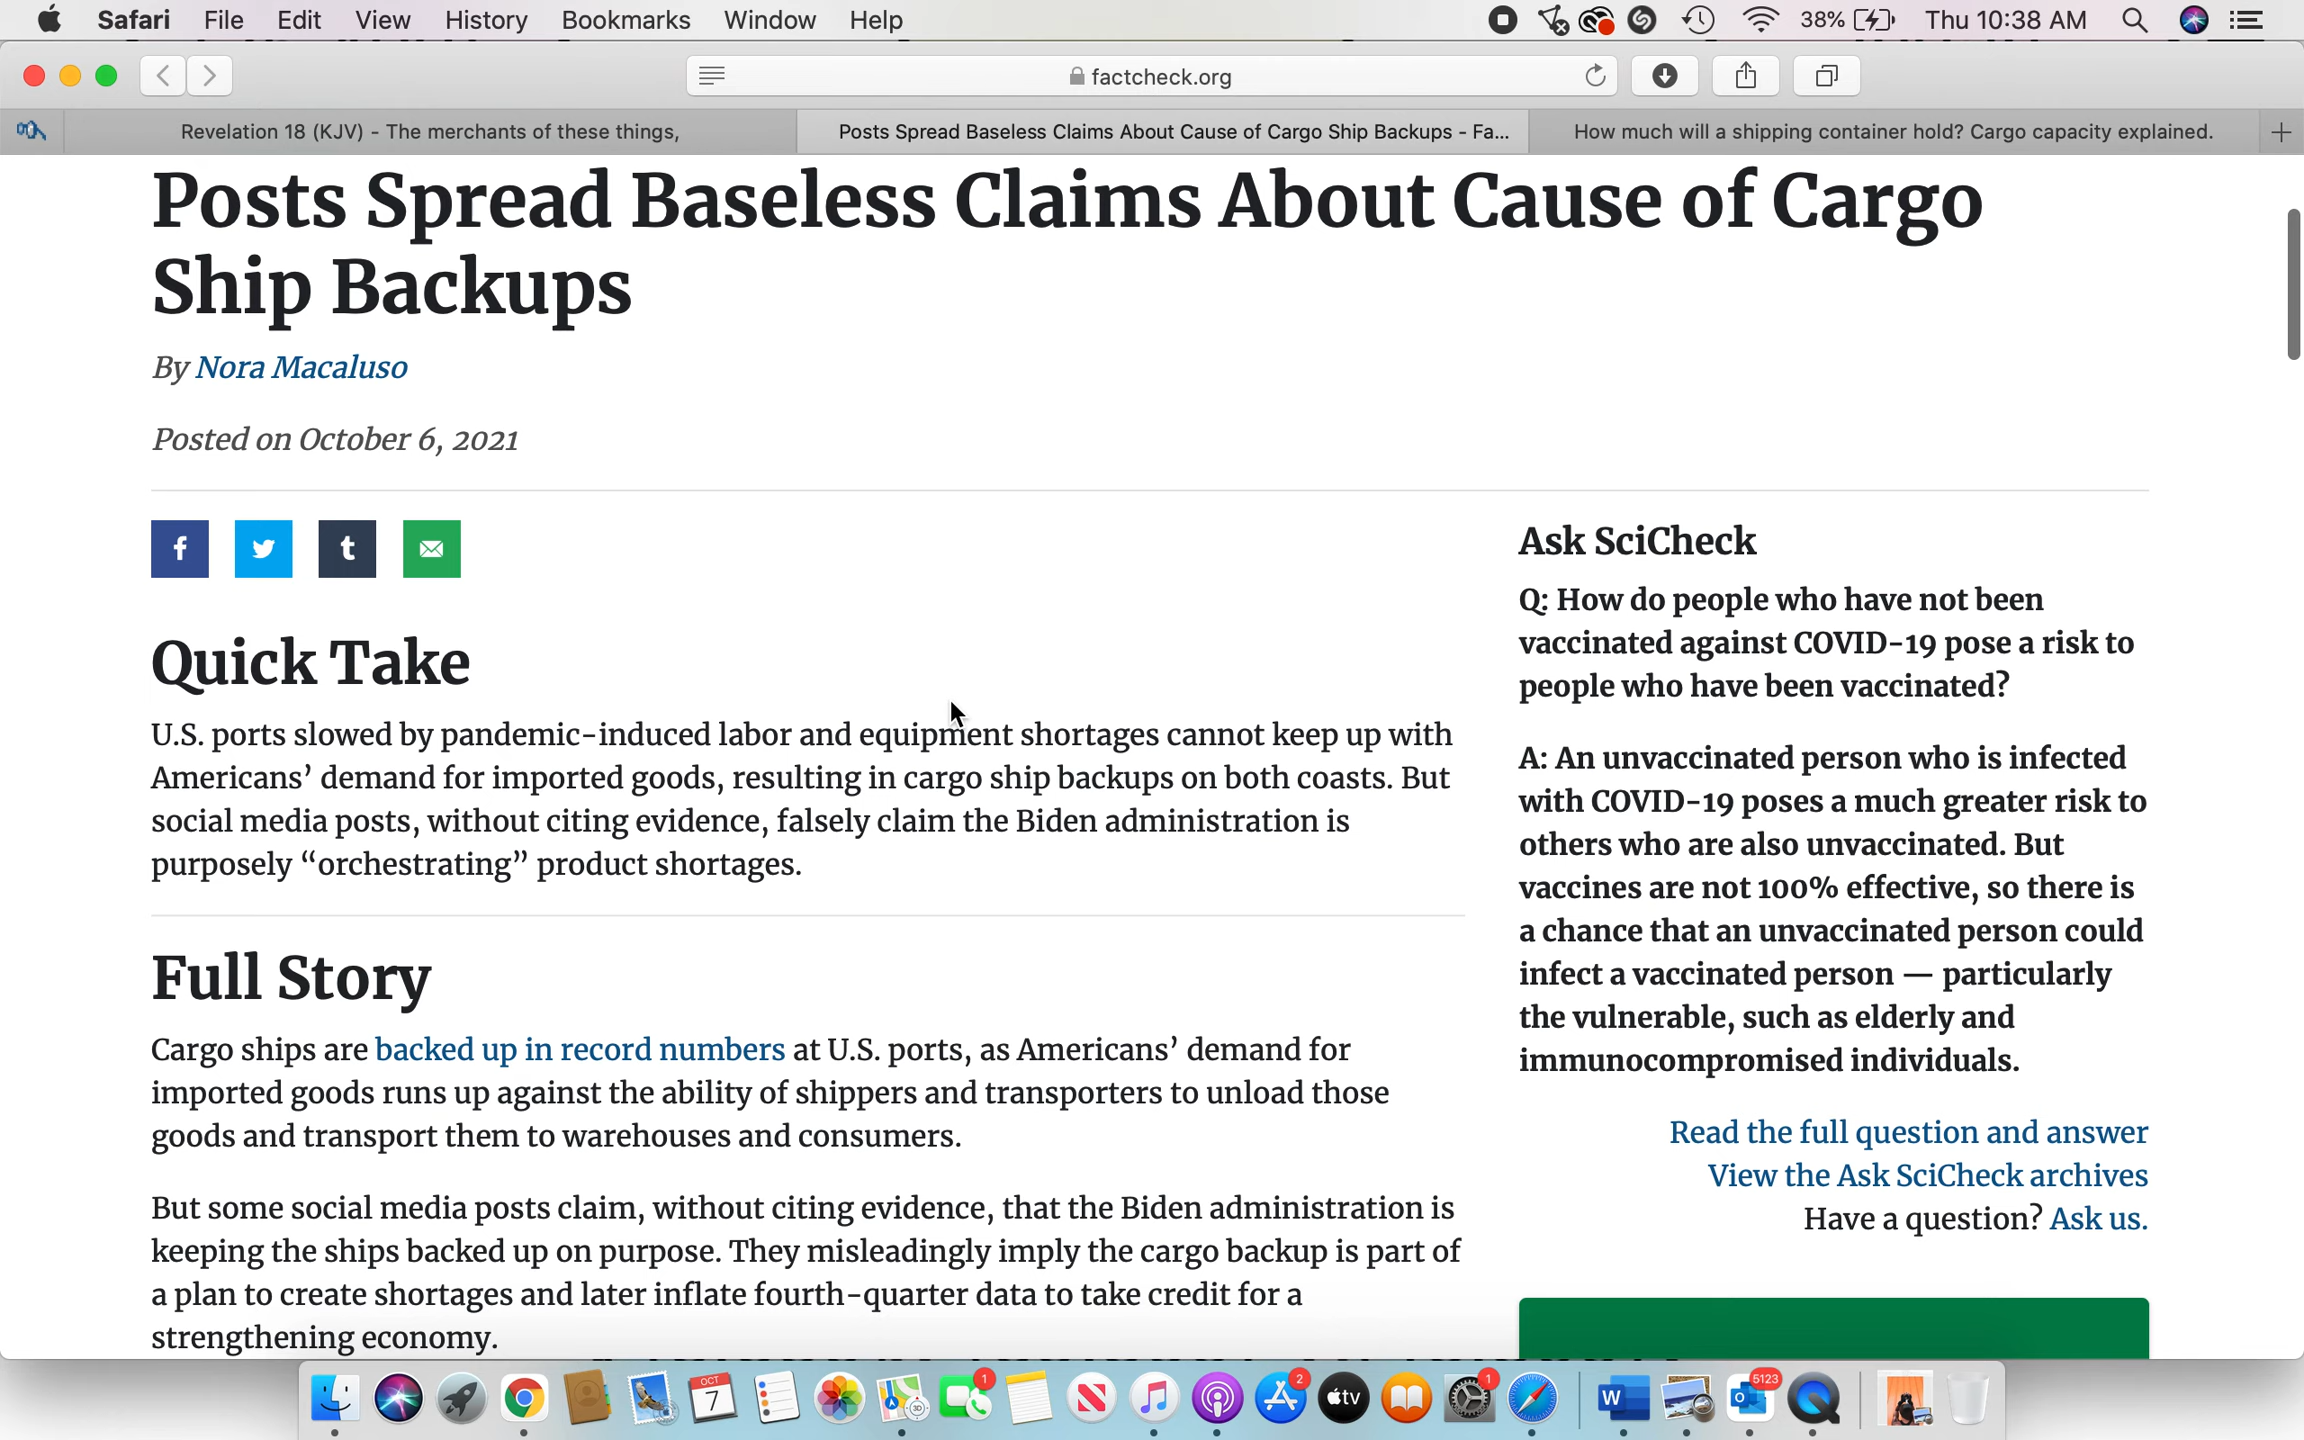 Safari File Edit View History Bookmarks Window Help 38% Thu 10:38 AM
factcheck.org
Revelation 18 (KJV) - The merchants of these things,
Posts Spread Baseless Claims About Cause of Cargo Ship Backups - Fa...
How much will a shipping container hold? Cargo capacity explained.
Posts Spread Baseless Claims About Cause of Cargo
Ship Backups
By Nora Macaluso
Posted on October 6, 2021
f t
Quick Take
U.S. ports slowed by pandemic-induced labor and equipment shortages cannot keep up with
Americans’ demand for imported goods, resulting in cargo ship backups on both coasts. But
social media posts, without citing evidence, falsely claim the Biden administration is
purposely “orchestrating” product shortages.
Full Story
Cargo ships are backed up in record numbers at U.S. ports, as Americans’ demand for
imported goods runs up against the ability of shippers and transporters to unload those
goods and transport them to warehouses and consumers.
But some social media posts claim, without citing evidence, that the Biden administration is
keeping the ships backed up on purpose. They misleadingly imply the cargo backup is part of
a plan to create shortages and later inflate fourth-quarter data to take credit for a
strengthening economy.
Ask SciCheck
Q: How do people who have not been
vaccinated against COVID-19 pose a risk to
people who have been vaccinated?
A: An unvaccinated person who is infected
with COVID-19 poses a much greater risk to
others who are also unvaccinated. But
vaccines are not 100% effective, so there is
a chance that an unvaccinated person could
infect a vaccinated person — particularly
the vulnerable, such as elderly and
immunocompromised individuals.
Read the full question and answer
View the Ask SciCheck archives
Have a question? Ask us.
OCT
7
3D
1
2
tv
1
W
O
5123